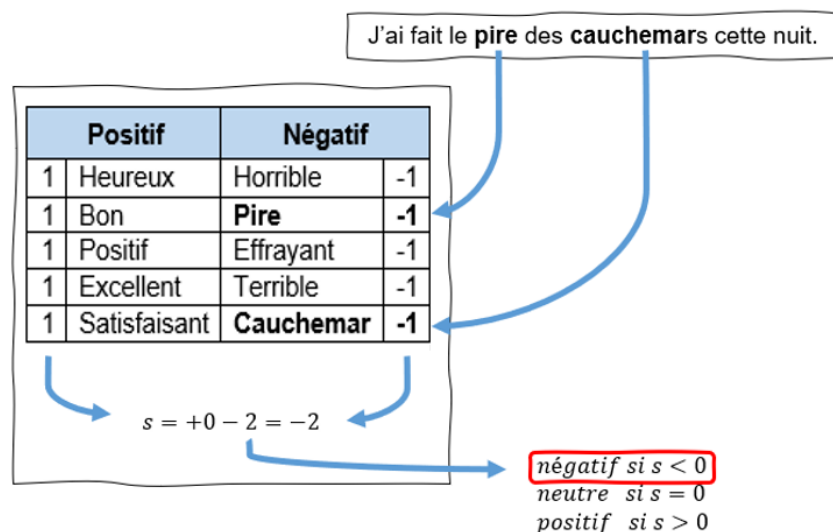 J'ai fait le pire des cauchemars cette nuit.
Positif Négatif
1 Heureux Horrible -1
1 Bon Pire -1
1 Positif Effrayant -1
1 Excellent Terrible -1
1 Satisfaisant Cauchemar -1
s = +0 − 2 = −2
négatif si s < 0
neutre si s = 0
positif si s > 0